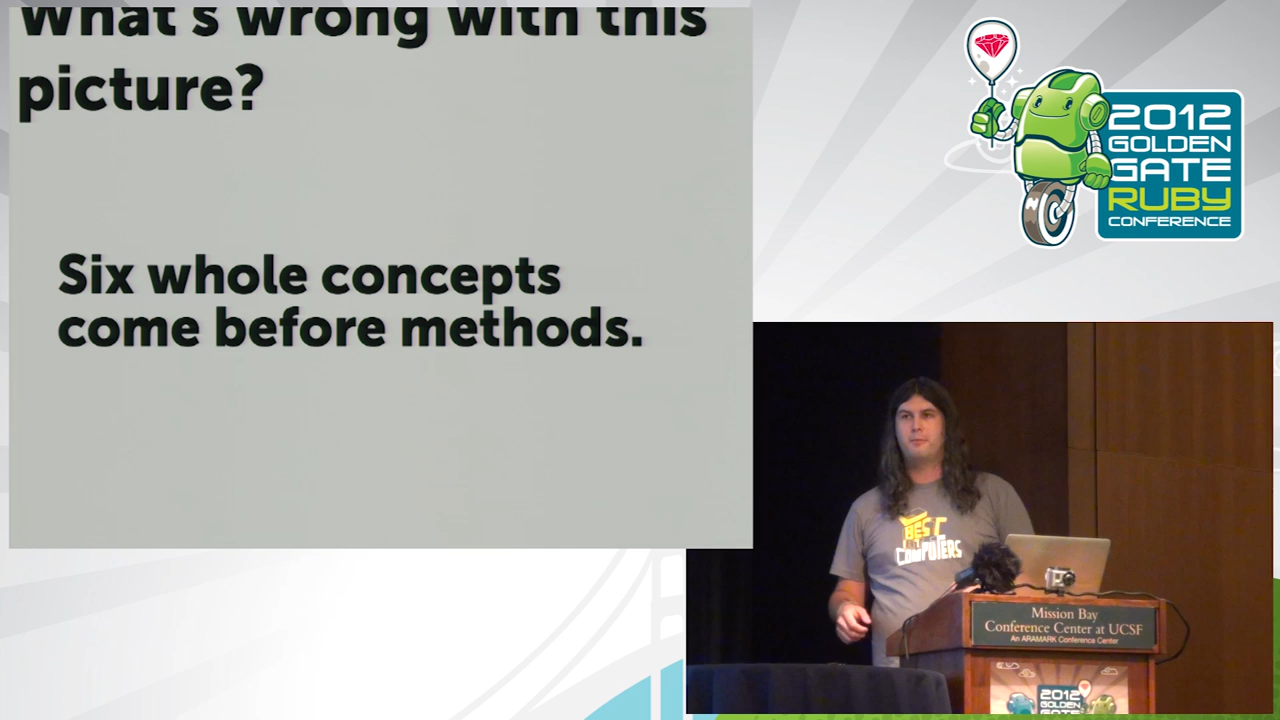 What's wrong with this
picture?
Six whole concepts
come before methods.
2012
GOLDEN
GATE
RUBY
CONFERENCE
BEST
COMPUTERS
Mission Bay
Conference Center at UCSF
An ARAMARK Conference Center
2012
GOLDEN